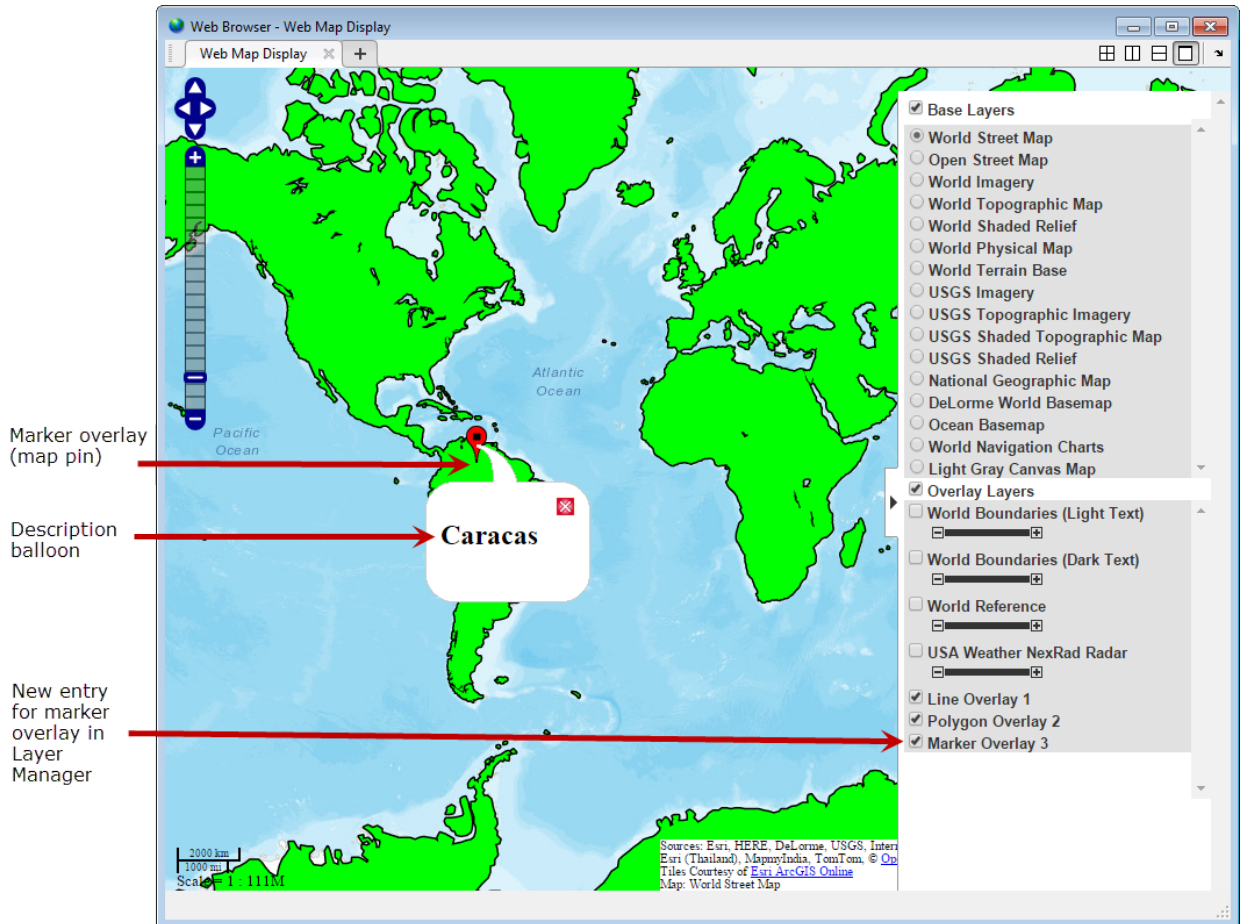 Web Browser - Web Map Display
Web Map Display
Base Layers
World Street Map
Open Street Map
World Imagery
World Topographic Map
World Shaded Relief
World Physical Map
World Terrain Base
USGS Imagery
USGS Topographic Imagery
USGS Shaded Topographic Map
USGS Shaded Relief
National Geographic Map
DeLorme World Basemap
Ocean Basemap
World Navigation Charts
Light Gray Canvas Map
Overlay Layers
World Boundaries (Light Text)
World Boundaries (Dark Text)
World Reference
USA Weather NexRad Radar
Line Overlay 1
Polygon Overlay 2
Marker Overlay 3
Atlantic
Ocean
Pacific
Ocean
Marker overlay
(map pin)
Description
balloon
Caracas
New entry
for marker
overlay in
Layer
Manager
2000 km
1000 mi
Scale = 1 : 111M
Sources: Esri, HERE, DeLorme, USGS, Inter
Esri (Thailand), MapmyIndia, TomTom, © Op
Tiles Courtesy of Esri ArcGIS Online
Map: World Street Map